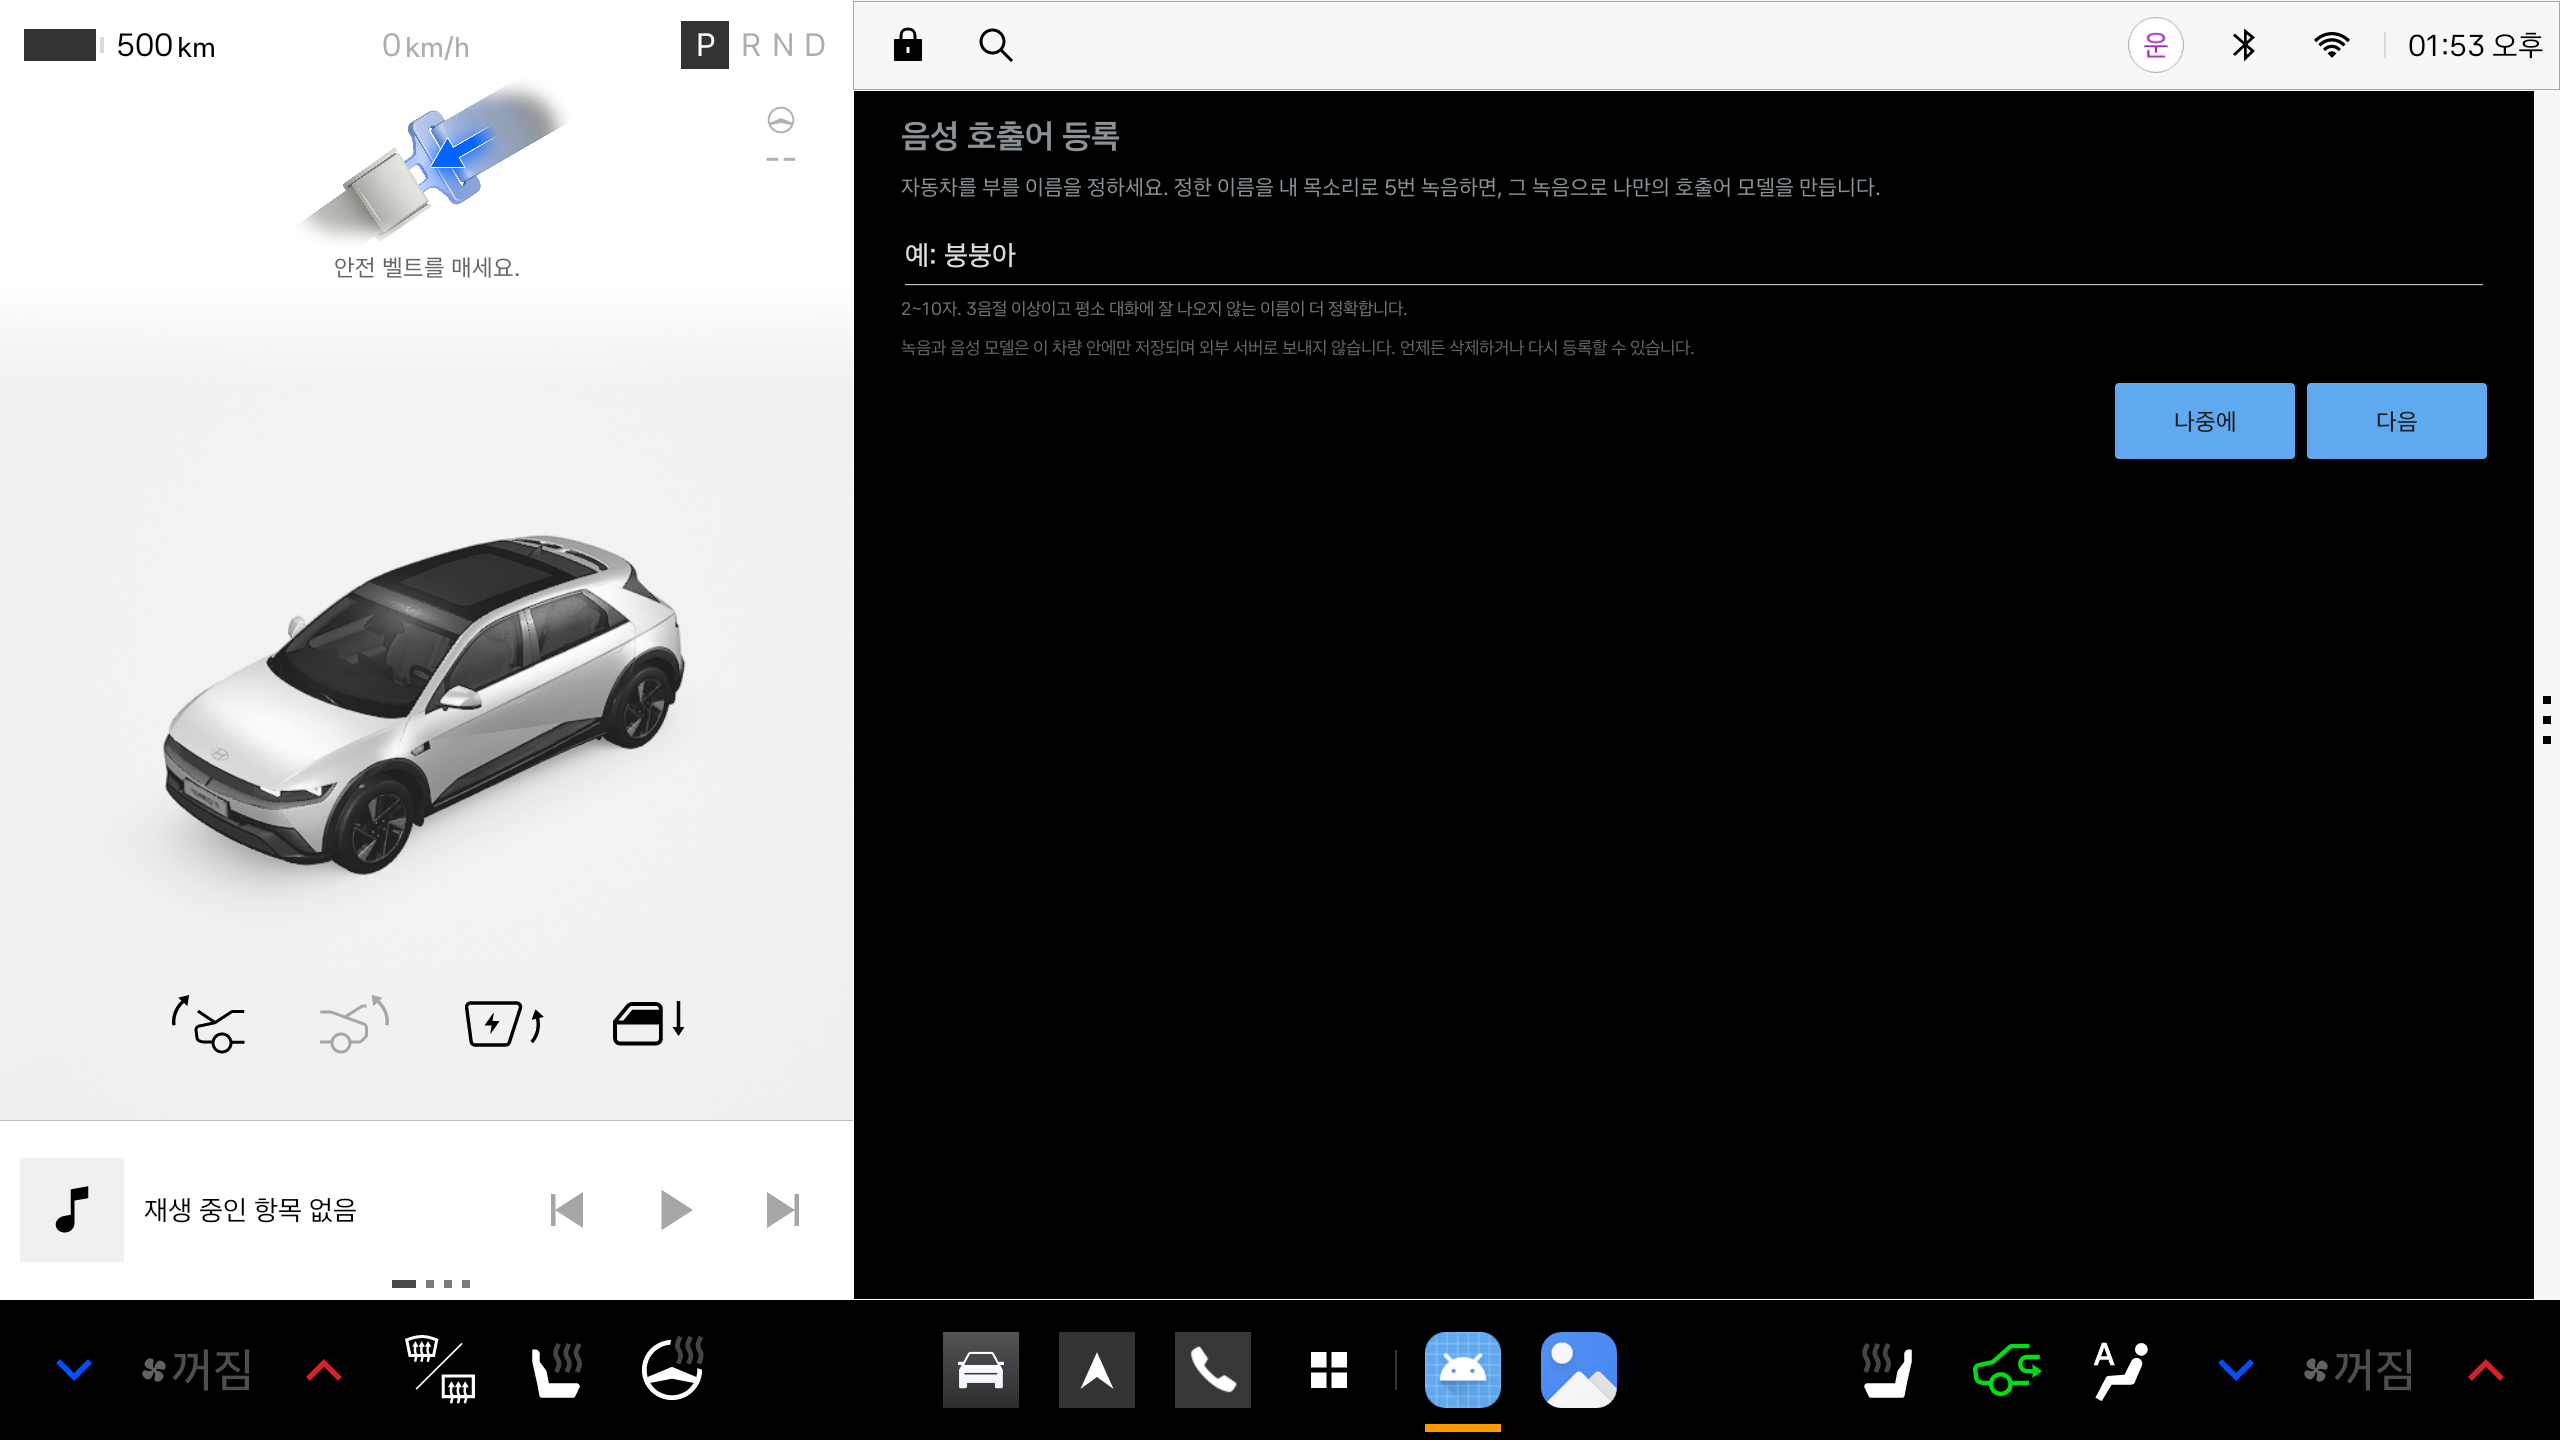 500 km
0 km/h
P R N D
운
01:53 오후
안전 벨트를 매세요.
음성 호출어 등록
자동차를 부를 이름을 정하세요. 정한 이름을 내 목소리로 5번 녹음하면, 그 녹음으로 나만의 호출어 모델을 만듭니다.
예: 붕붕아
2~10자. 3음절 이상이고 평소 대화에 잘 나오지 않는 이름이 더 정확합니다.
녹음과 음성 모델은 이 차량 안에만 저장되며 외부 서버로 보내지 않습니다. 언제든 삭제하거나 다시 등록할 수 있습니다.
나중에
다음
재생 중인 항목 없음
꺼짐
A
꺼짐